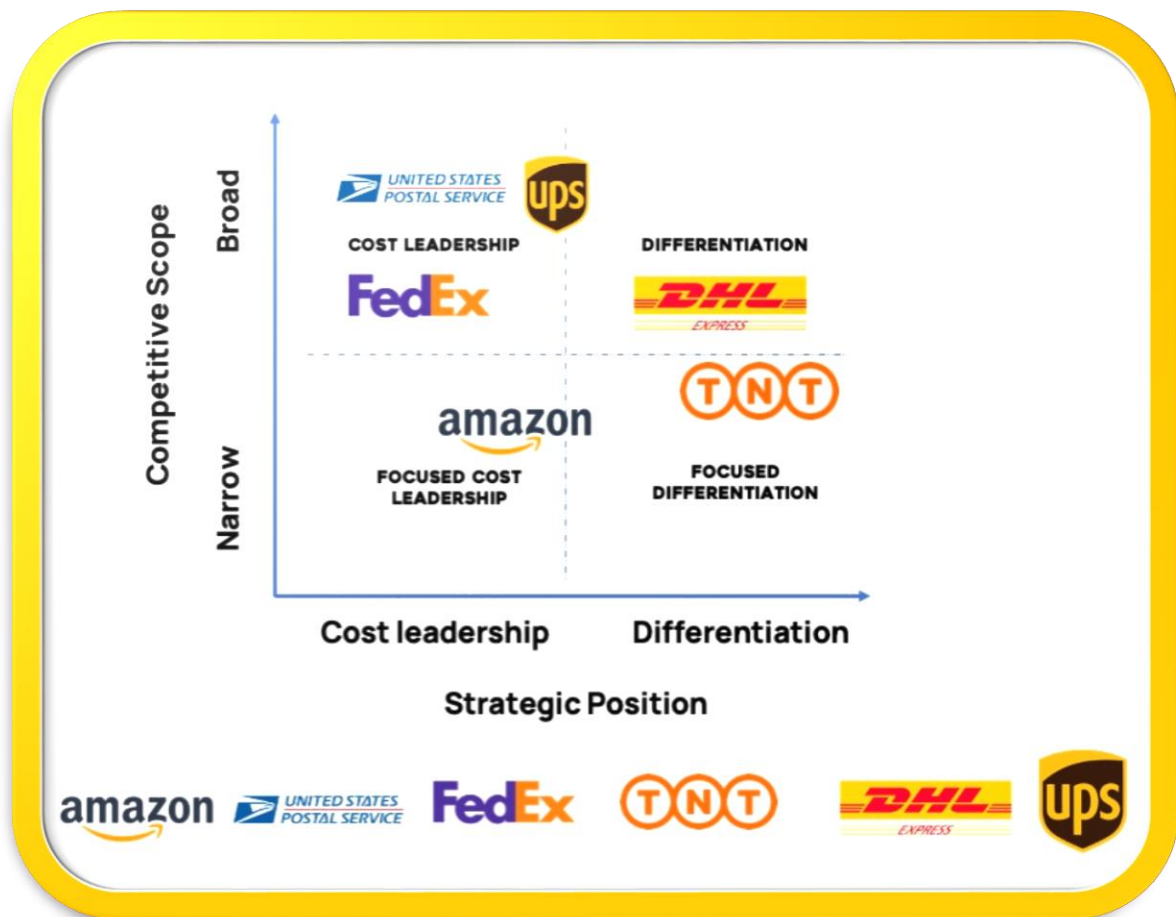 Competitive Scope
Broad
Narrow
UNITED STATES
POSTAL SERVICE
ups
COST LEADERSHIP
DIFFERENTIATION
FedEx
DHL
EXPRESS
TNT
amazon
FOCUSED COST
LEADERSHIP
FOCUSED
DIFFERENTIATION
Cost leadership
Differentiation
Strategic Position
amazon
UNITED STATES
POSTAL SERVICE
FedEx
TNT
DHL
EXPRESS
ups